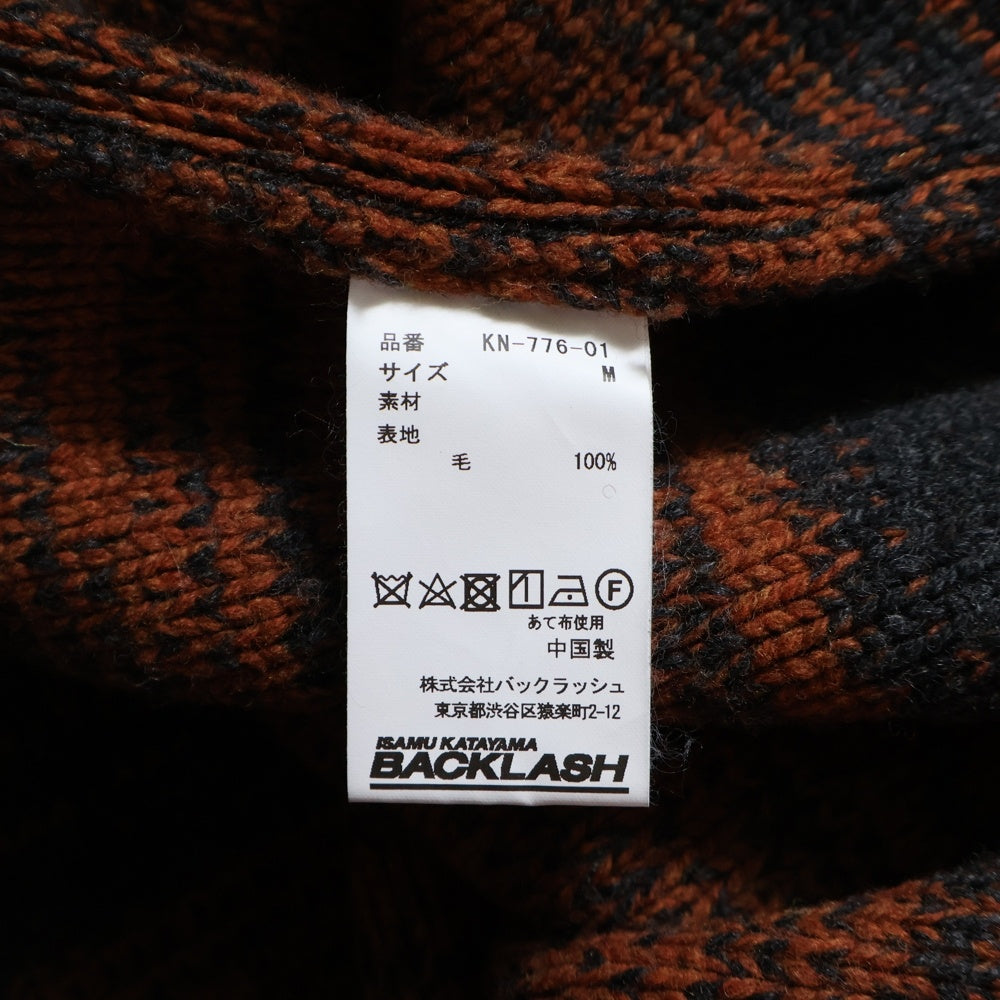 品番 KN-776-01
サイズ M
素材
表地
毛 100%
F
あて布使用
中国製
株式会社バックラッシュ
東京都渋谷区猿楽町2-12
ISAMU KATAYAMA
BACKLASH